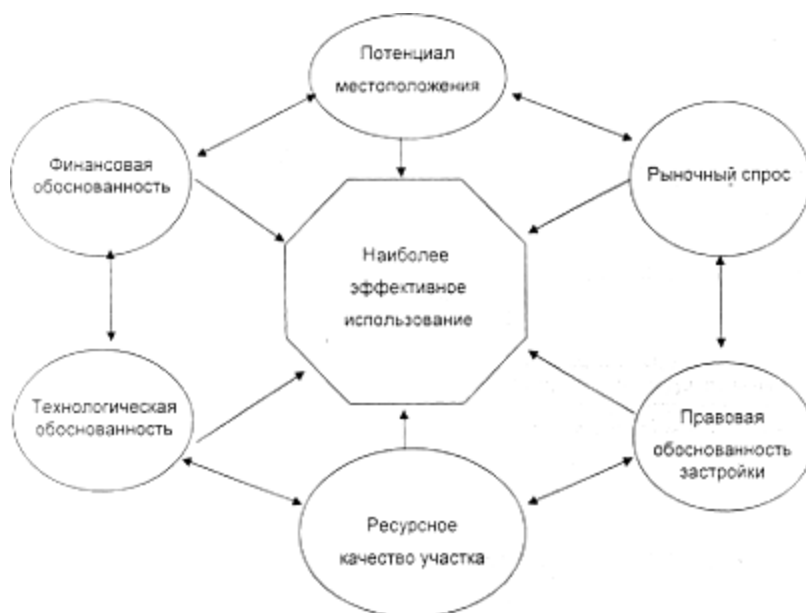 Потенциал
местоположения
Финансовая
обоснованность
Рыночный спрос
Наиболее
эффективное
использование
Технологическая
обоснованность
Правовая
обоснованность
застройки
Ресурсное
качество участка